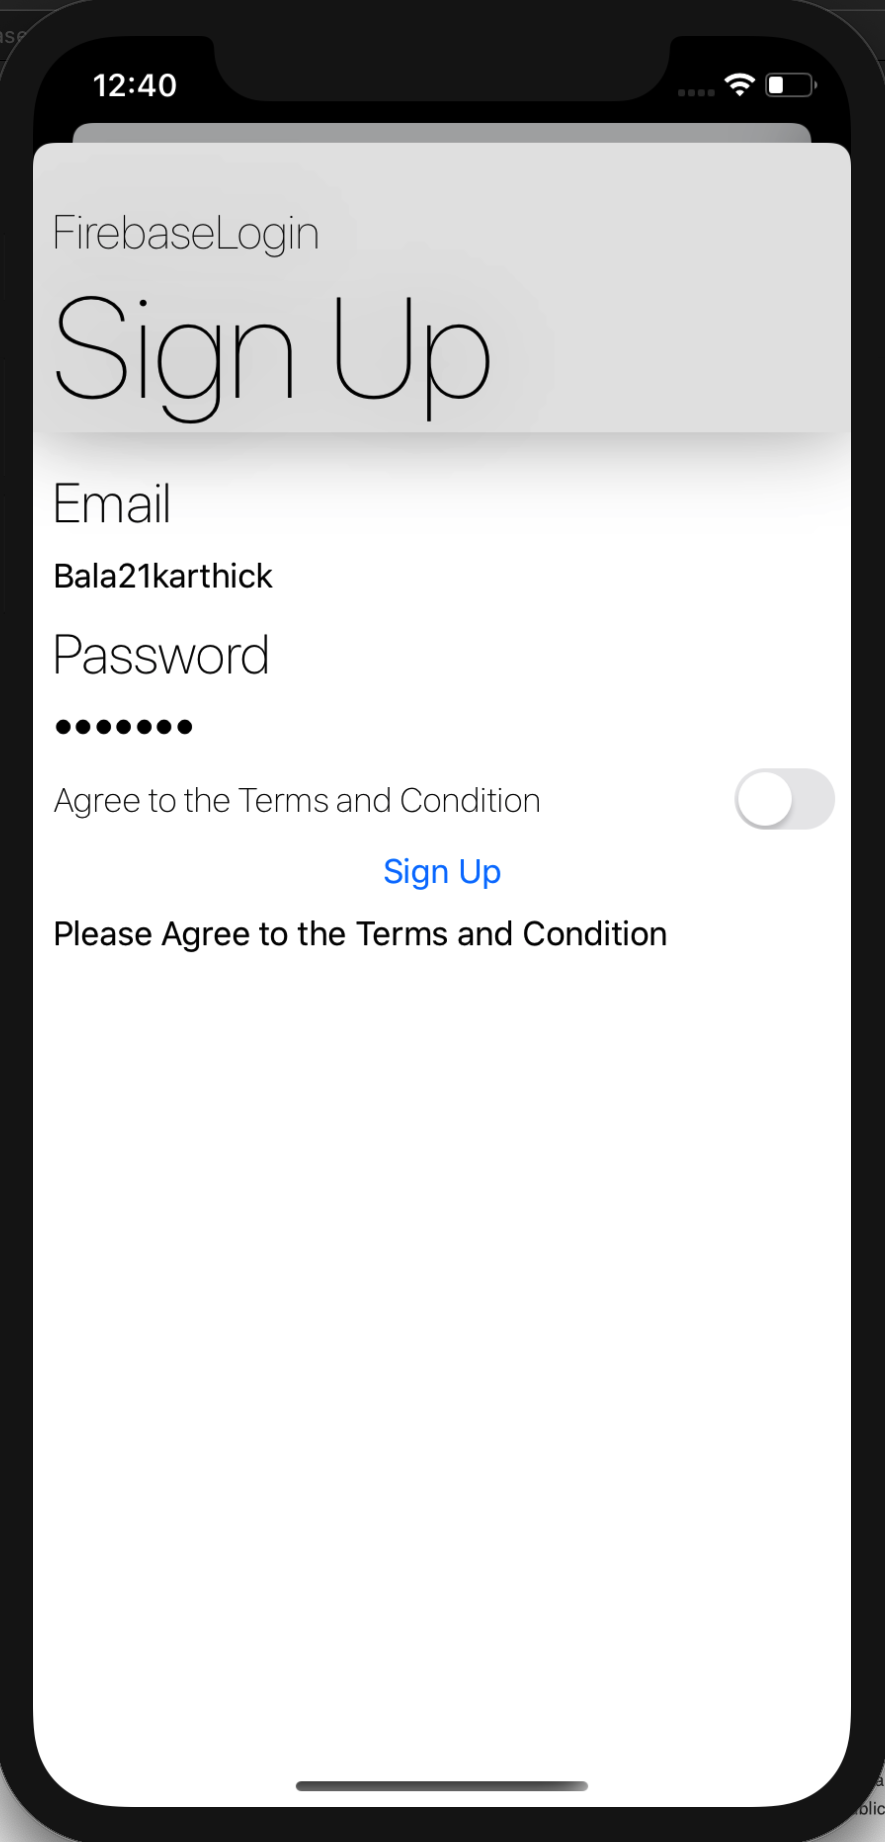 12:40
FirebaseLogin
Sign Up
Email
Bala21karthick
Password
•••••••
Agree to the Terms and Condition
Sign Up
Please Agree to the Terms and Condition